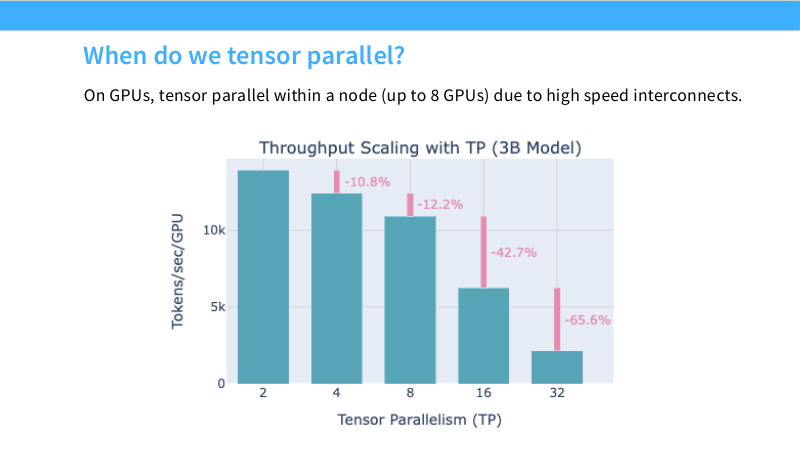 When do we tensor parallel?
On GPUs, tensor parallel within a node (up to 8 GPUs) due to high speed interconnects.
Throughput Scaling with TP (3B Model)
Tokens/sec/GPU
10k
5k
0
-10.8%
-12.2%
-42.7%
-65.6%
2 4 8 16 32
Tensor Parallelism (TP)